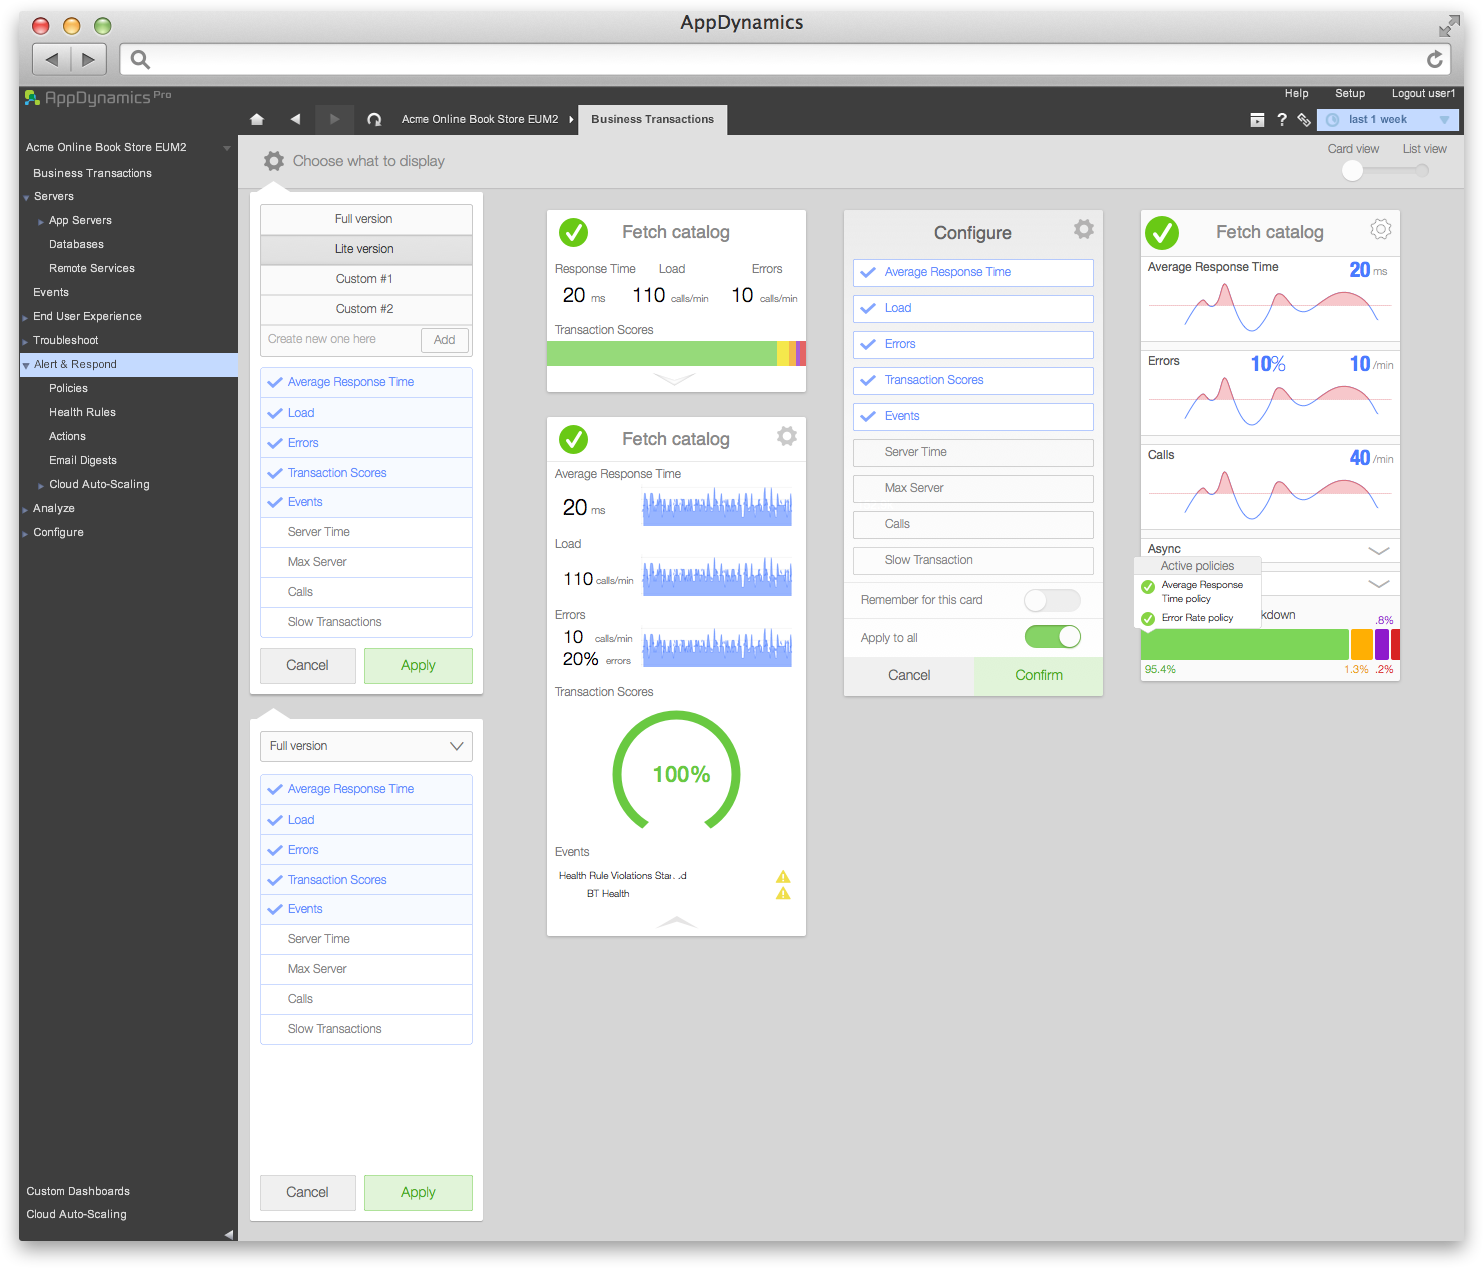 AppDynamics
AppDynamics Pro
Help
Setup
Logout user1
Acme Online Book Store EUM2
Business Transactions
?
last 1 week
Acme Online Book Store EUM2
Business Transactions
Servers
App Servers
Databases
Remote Services
Events
End User Experience
Troubleshoot
Alert & Respond
Policies
Health Rules
Actions
Email Digests
Cloud Auto-Scaling
Analyze
Configure
Custom Dashboards
Cloud Auto-Scaling
Choose what to display
Card view
List view
Full version
Lite version
Custom #1
Custom #2
Create new one here
Add
Average Response Time
Load
Errors
Transaction Scores
Events
Server Time
Max Server
Calls
Slow Transactions
Cancel
Apply
Full version
Average Response Time
Load
Errors
Transaction Scores
Events
Server Time
Max Server
Calls
Slow Transactions
Cancel
Apply
Fetch catalog
Response Time
Load
Errors
20 ms
110 calls/min
10 calls/min
Transaction Scores
Fetch catalog
Average Response Time
20 ms
Load
110 calls/min
Errors
10 calls/min
20% errors
Transaction Scores
100%
Events
Health Rule Violations Star. .d
BT Health
Configure
Average Response Time
Load
Errors
Transaction Scores
Events
Server Time
Max Server
Calls
Slow Transaction
Remember for this card
Apply to all
Cancel
Confirm
Fetch catalog
Average Response Time
20 ms
Errors
10%
10 /min
Calls
40 /min
Async
Active policies
Average Response
Time policy
Error Rate policy
kdown
.8%
95.4%
1.3%
.2%